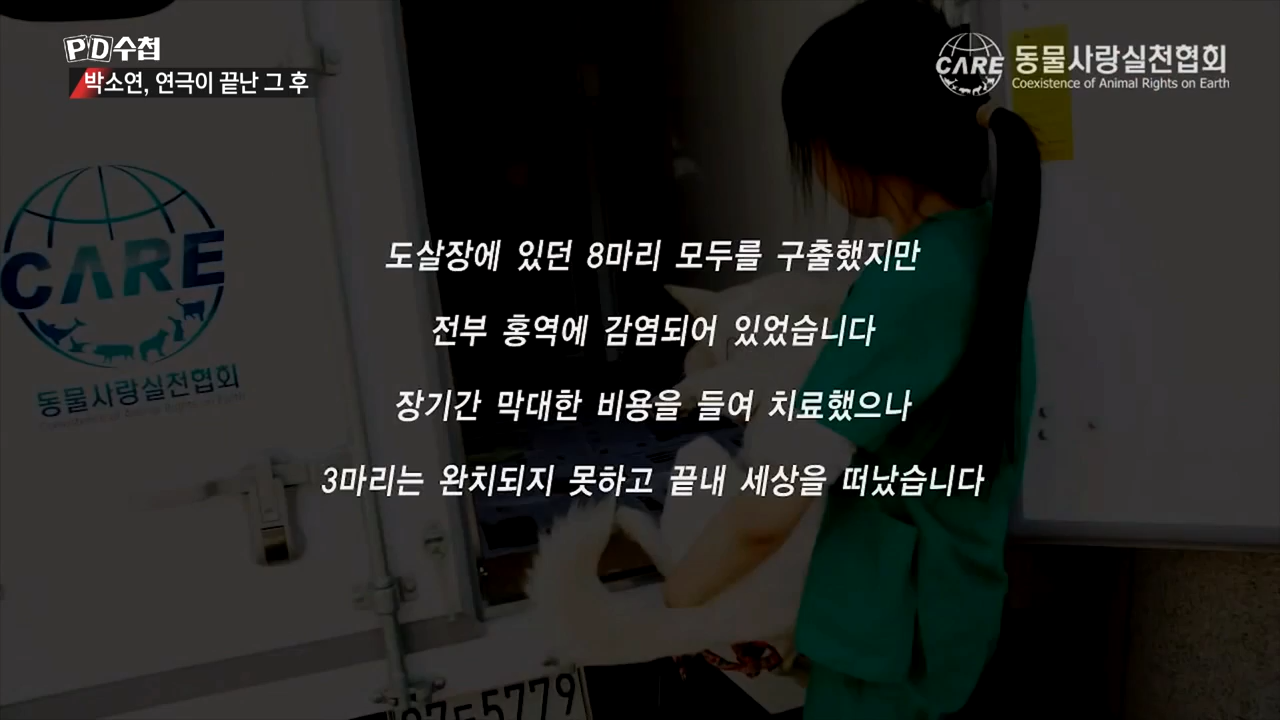 PD수첩
박소연, 연극이 끝난 그 후
CARE 동물사랑실천협회
Coexistence of Animal Rights on Earth
CARE
동물사랑실천협회
도살장에 있던 8마리 모두를 구출했지만
전부 홍역에 감염되어 있었습니다
장기간 막대한 비용을 들여 치료했으나
3마리는 완치되지 못하고 끝내 세상을 떠났습니다
5779